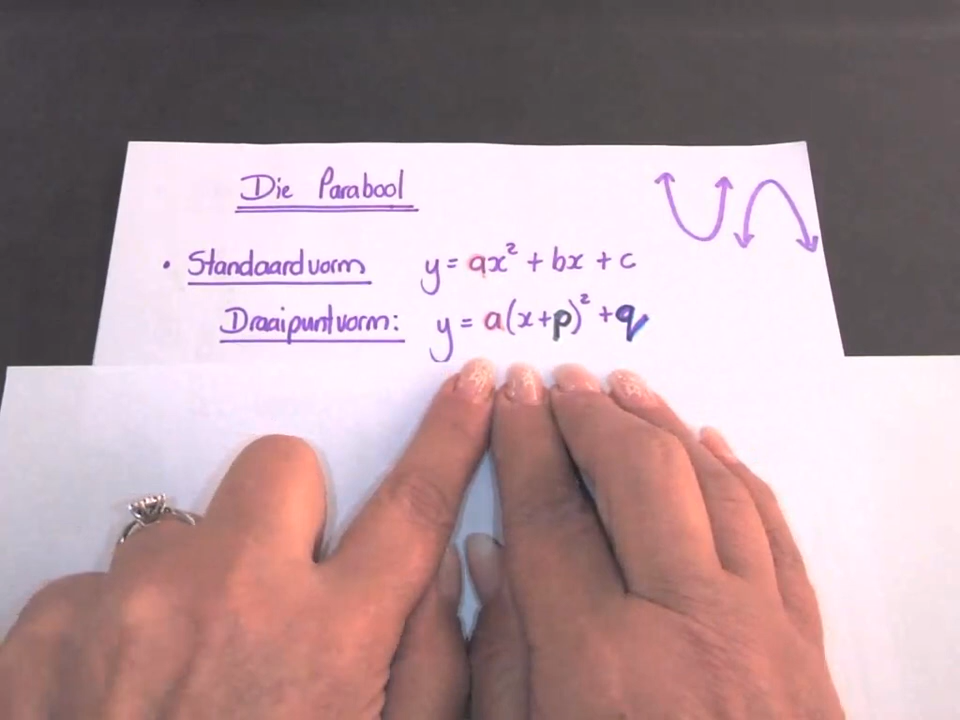 Die Parabool
• Standaardvorm y = ax² + bx + c
Draaipuntvorm: y = a(x+p)² + q